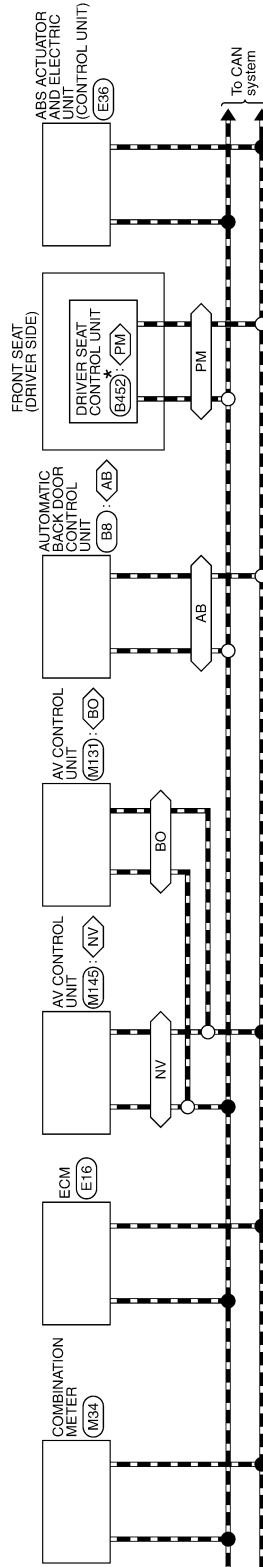 COMBINATION
METER
M34
ECM
E16
AV CONTROL
UNIT
M145 : NV
NV
AV CONTROL
UNIT
M131 : BO
BO
AUTOMATIC
BACK DOOR
CONTROL
UNIT
B8 : AB
AB
FRONT SEAT
(DRIVER SIDE)
DRIVER SEAT
CONTROL UNIT
*
B452 : PM
PM
ABS ACTUATOR
AND ELECTRIC
UNIT
(CONTROL UNIT)
E36
To CAN
system